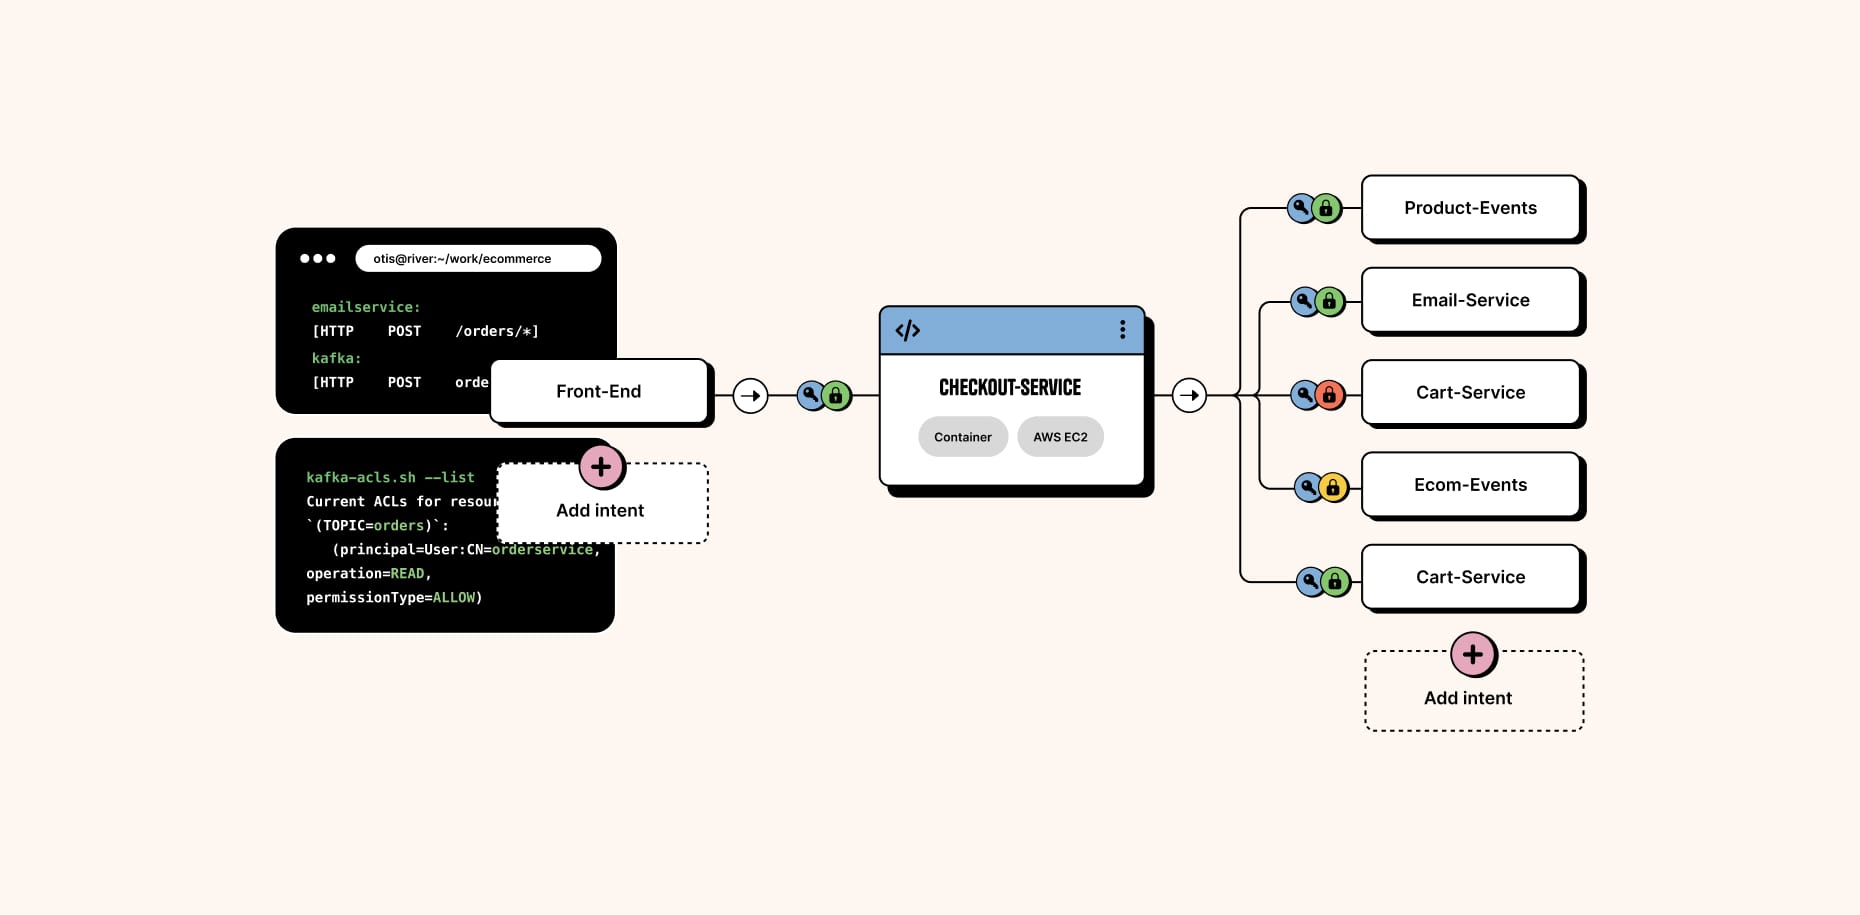 otis@river:~/work/ecommerce
emailservice:
[HTTP POST /orders/*]
kafka:
[HTTP POST orde
Front-End
kafka-acls.sh --list
Current ACLs for resour
`(TOPIC=orders)`:
(principal=User:CN=orderservice,
operation=READ,
permissionType=ALLOW)
Add intent
</>
CHECKOUT-SERVICE
Container
AWS EC2
Product-Events
Email-Service
Cart-Service
Ecom-Events
Cart-Service
Add intent